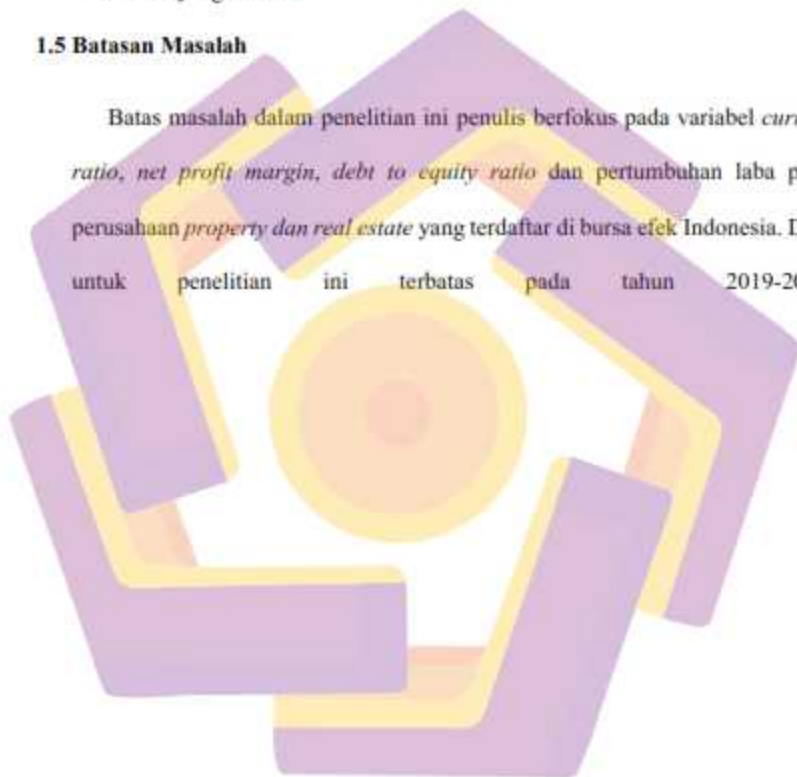 1.5 Batasan Masalah
Batas masalah dalam penelitian ini penulis berfokus pada variabel
ratio, net profit margin, debt to equity ratio dan pertumbuhan laba
perusahaan property dan real estate yang terdaftar di bursa efek Indonesia.
untuk penelitian ini terbatas pada tahun